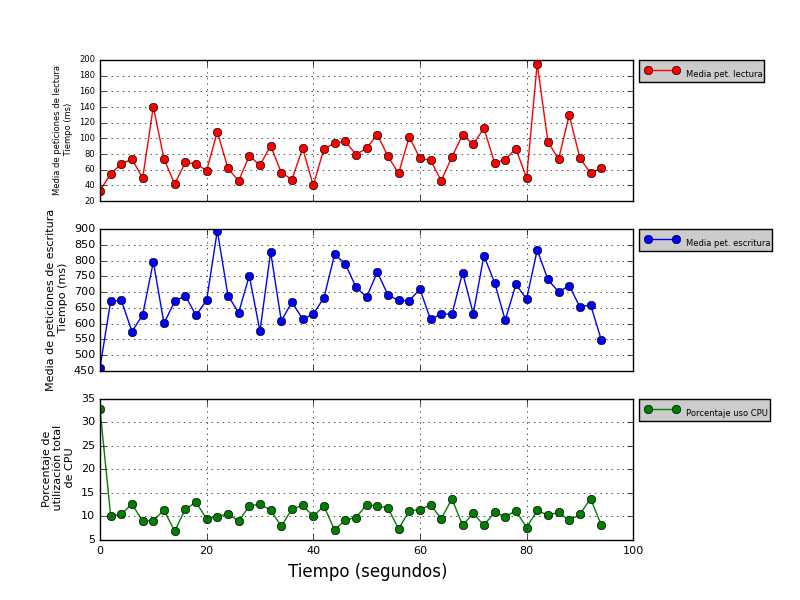 Media de peticiones de lectura
Tiempo (ms)
200
180
160
140
120
100
80
60
40
20
Media pet. lectura
Media de peticiones de escritura
Tiempo (ms)
900
850
800
750
700
650
600
550
500
450
Media pet. escritura
Porcentaje de
utilización total
de CPU
35
30
25
20
15
10
5
Porcentaje uso CPU
0 20 40 60 80 100
Tiempo (segundos)